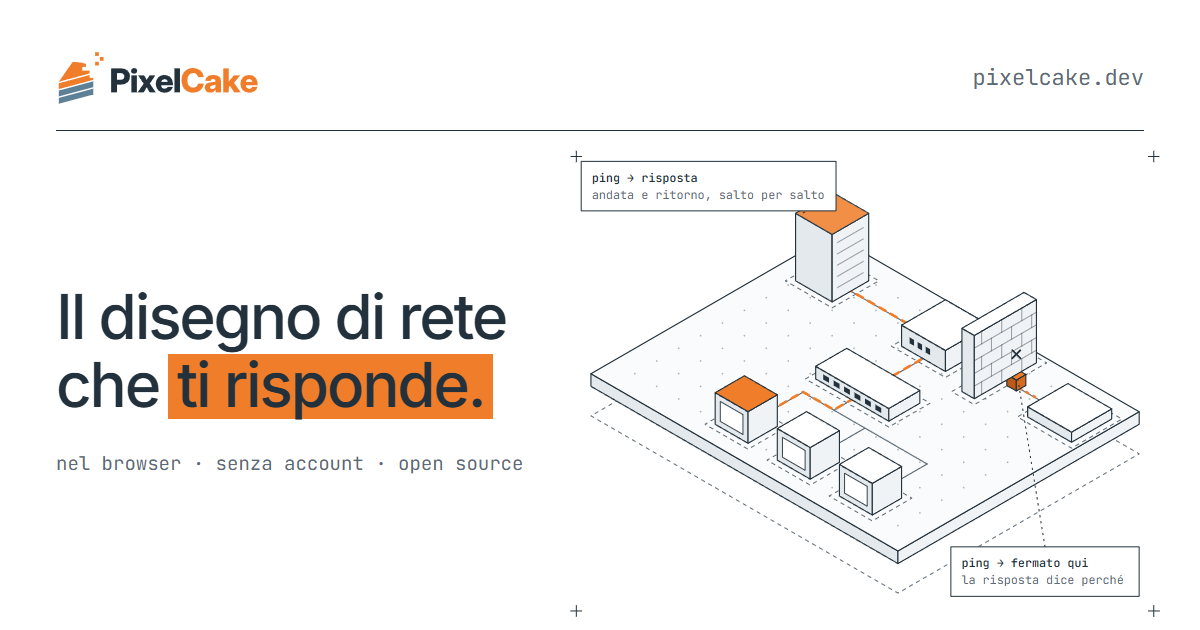 PixelCake
pixelcake.dev
ping → risposta
andata e ritorno, salto per salto
Il disegno di rete
che ti risponde.
nel browser · senza account · open source
ping → fermato qui
la risposta dice perché